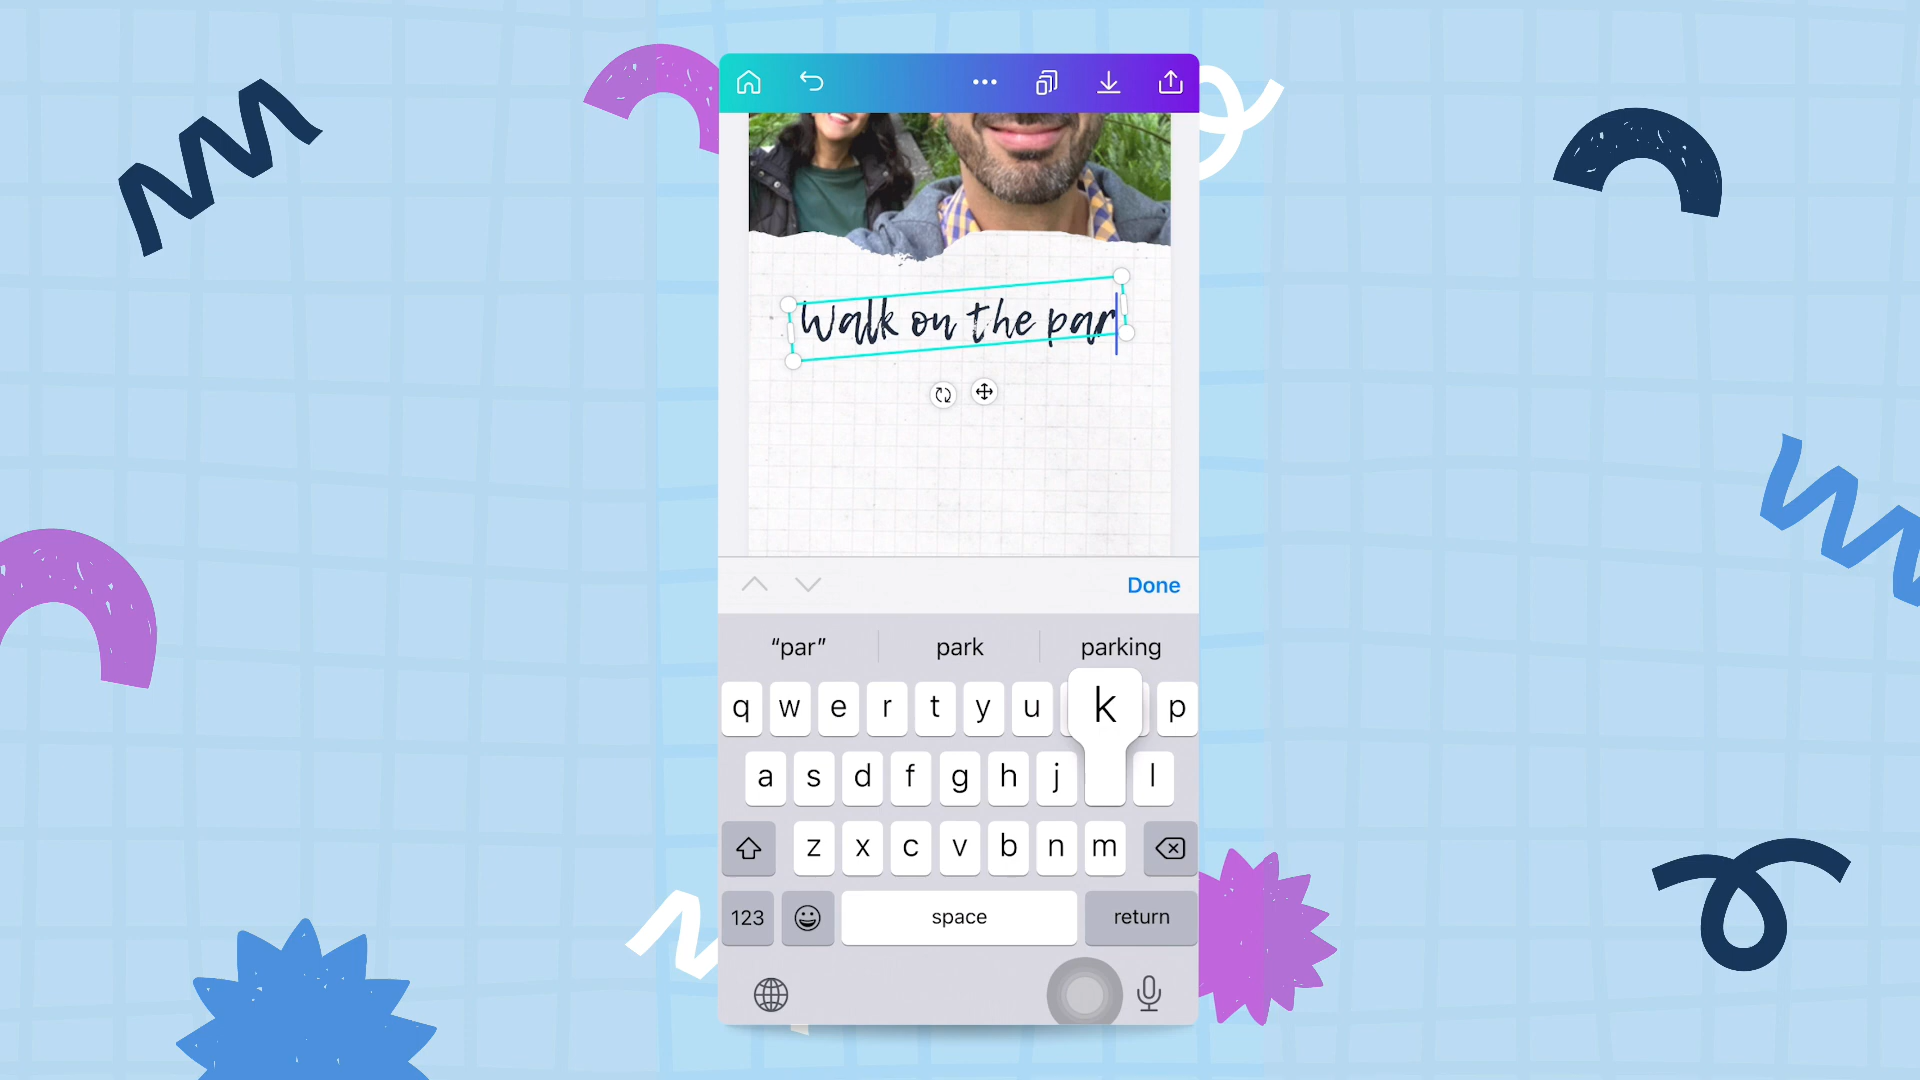 Walk on the par
Done
“par” park parking
q w e r t y u k p
a s d f g h j l
z x c v b n m
123 space return